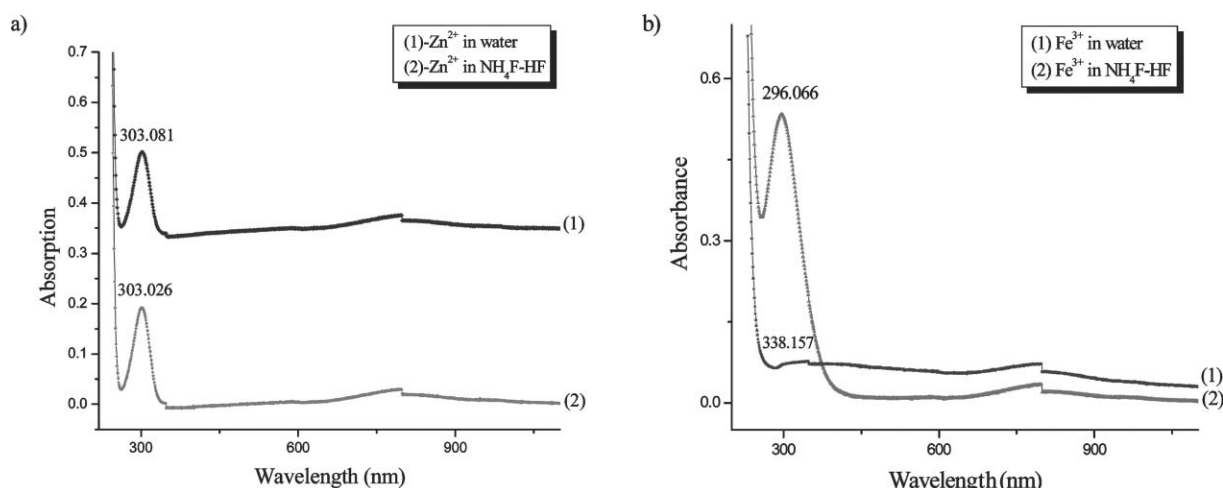 a)
(1)-Zn²⁺ in water
(2)-Zn²⁺ in NH₄F-HF
0.7
0.6
0.5
0.4
0.3
0.2
0.1
0.0
Absorption
303.081
(1)
303.026
(2)
300
600
900
Wavelength (nm)
b)
(1) Fe³⁺ in water
(2) Fe³⁺ in NH₄F-HF
0.6
0.3
0.0
Absorbance
296.066
338.157
(1)
(2)
300
600
900
Wavelength (nm)